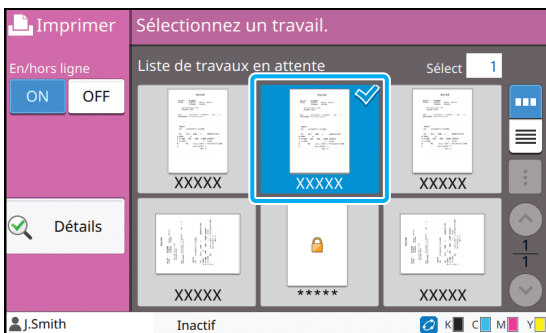 Imprimer
Sélectionnez un travail.
En/hors ligne
ON OFF
Liste de travaux en attente
Sélect 1
XXXXX XXXXX XXXXX
Détails
1
1
XXXXX ***** XXXXX
J.Smith
Inactif
K C M Y